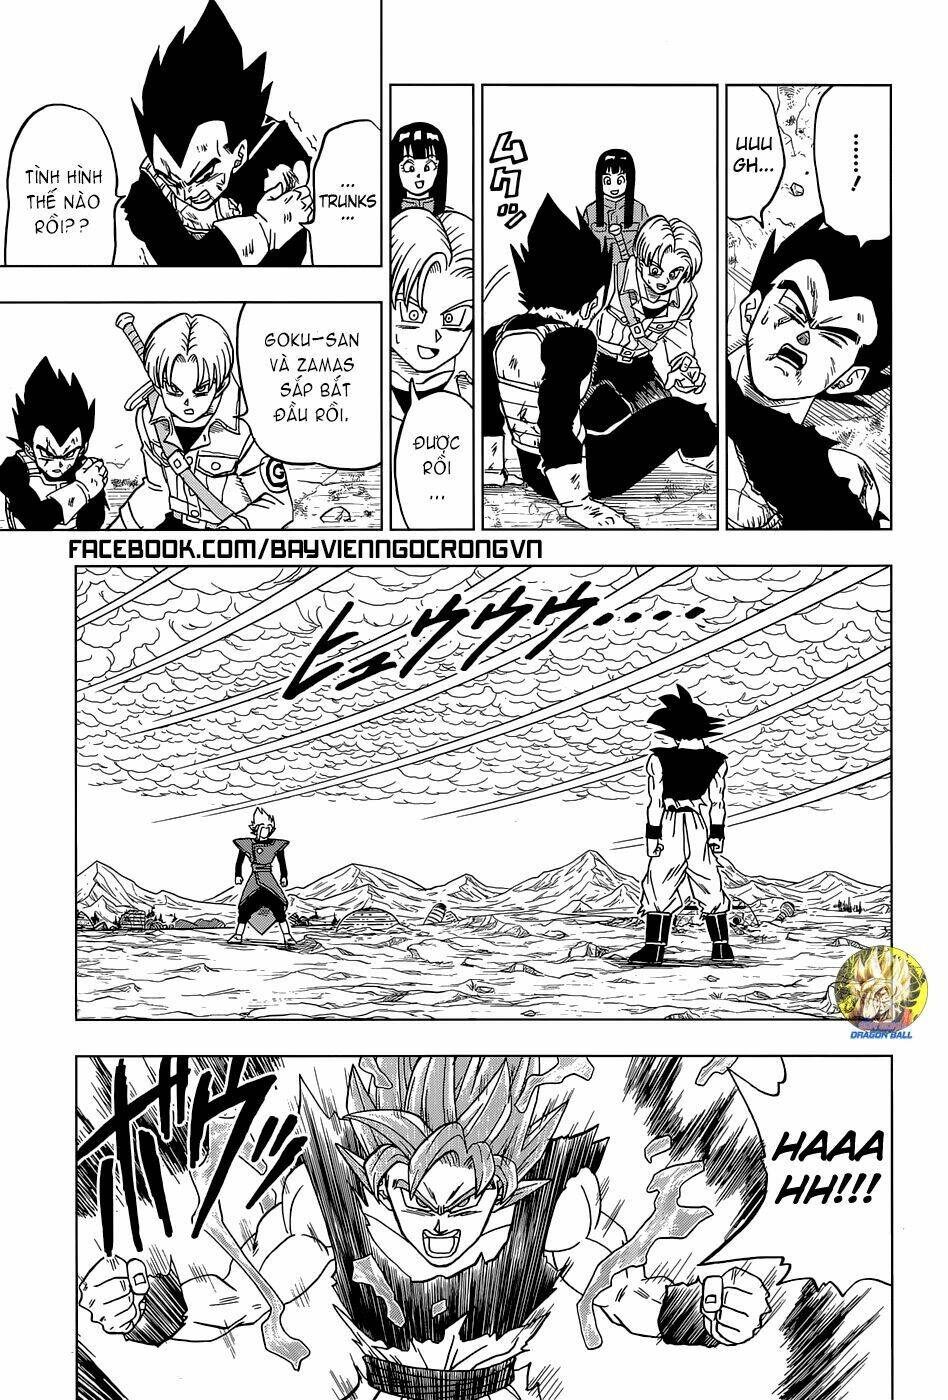 ........!
UUU
GH...
ムクッ
ĐƯỢC
RỒI
...
...
TRUNKS
...
TÌNH HÌNH
THẾ NÀO
RỒI??
GOKU-SAN
VÀ ZAMAS
SẮP BẮT
ĐẦU RỒI.
FACEBOOK.COM/BAYVIENNGOCRONGVN
ヒュウウウ....
DRAGON BALL
HAAA
HH!!!
ボウッ